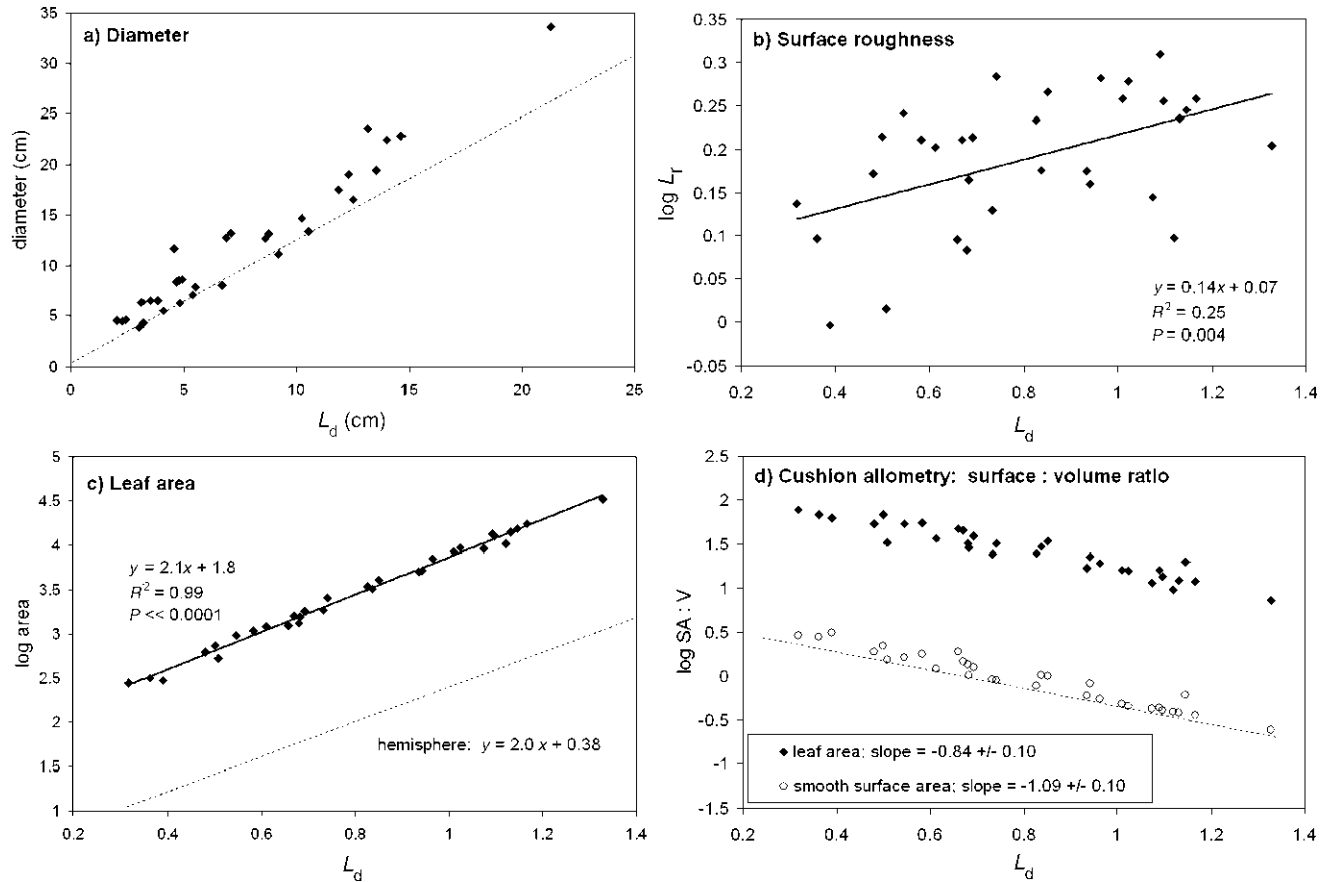 a) Diameter
35
30
25
20
15
10
5
0
diameter (cm)
0 5 10 15 20 25
L_d (cm)
b) Surface roughness
0.35
0.3
0.25
0.2
0.15
0.1
0.05
0
-0.05
log L_r
y = 0.14x + 0.07
R² = 0.25
P = 0.004
0.2 0.4 0.6 0.8 1 1.2 1.4
L_d
c) Leaf area
5
4.5
4
3.5
3
2.5
2
1.5
1
log area
y = 2.1x + 1.8
R² = 0.99
P << 0.0001
hemisphere: y = 2.0 x + 0.38
0.2 0.4 0.6 0.8 1 1.2 1.4
L_d
d) Cushion allometry: surface : volume ratio
2.5
2
1.5
1
0.5
0
-0.5
-1
-1.5
log SA : V
leaf area; slope = -0.84 +/- 0.10
smooth surface area; slope = -1.09 +/- 0.10
0.2 0.4 0.6 0.8 1 1.2 1.4
L_d